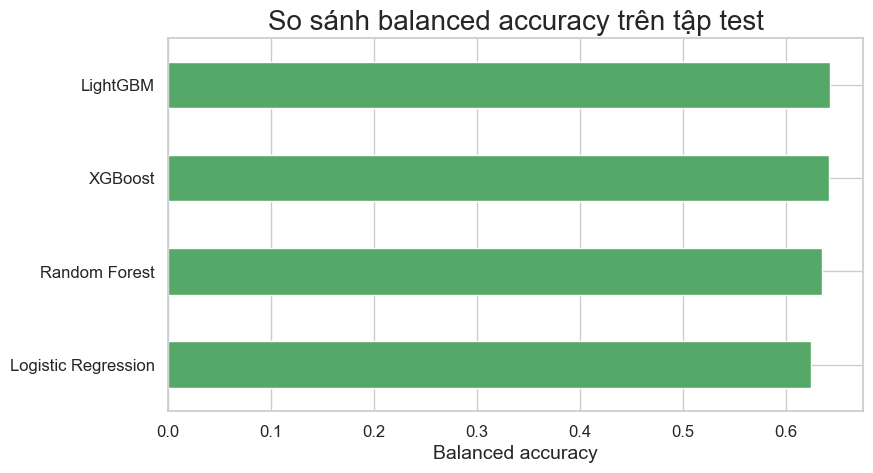 So sánh balanced accuracy trên tập test
LightGBM
XGBoost
Random Forest
Logistic Regression
0.0 0.1 0.2 0.3 0.4 0.5 0.6
Balanced accuracy